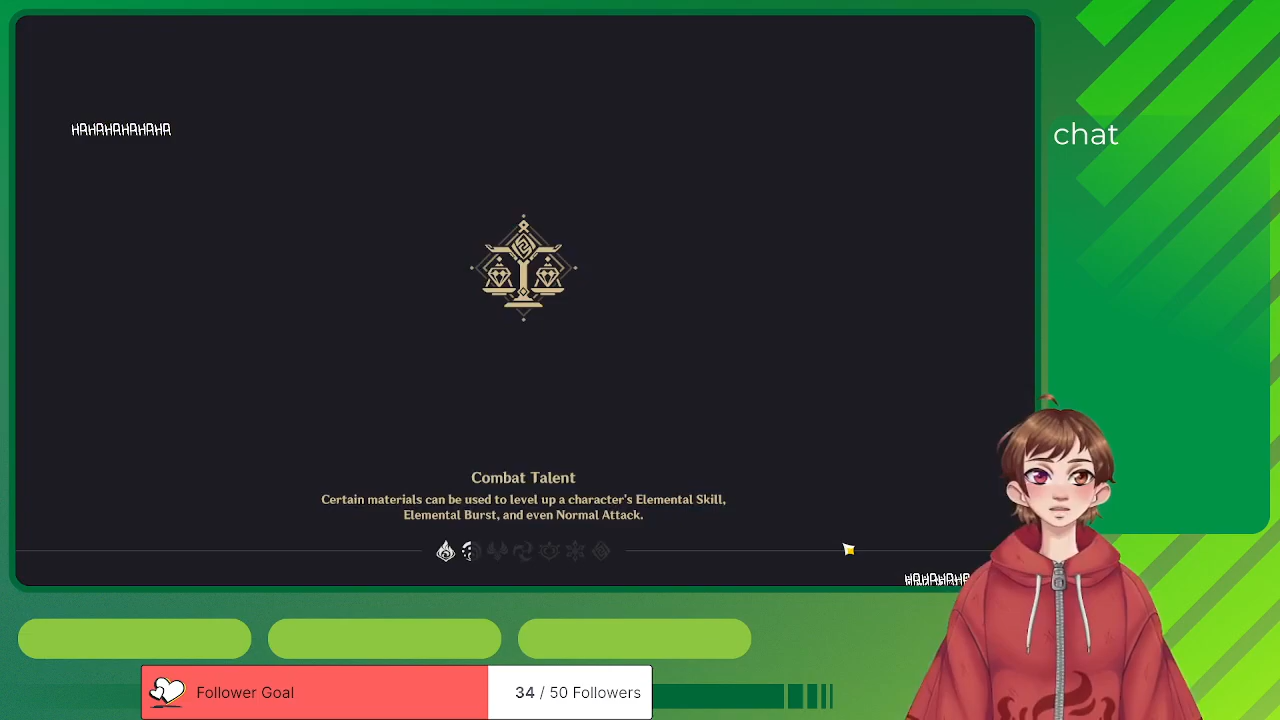 HAHAHAHAHAHA
chat
Combat Talent
Certain materials can be used to level up a character's Elemental Skill,
Elemental Burst, and even Normal Attack.
HAHAHAHA
Follower Goal
34 / 50 Followers